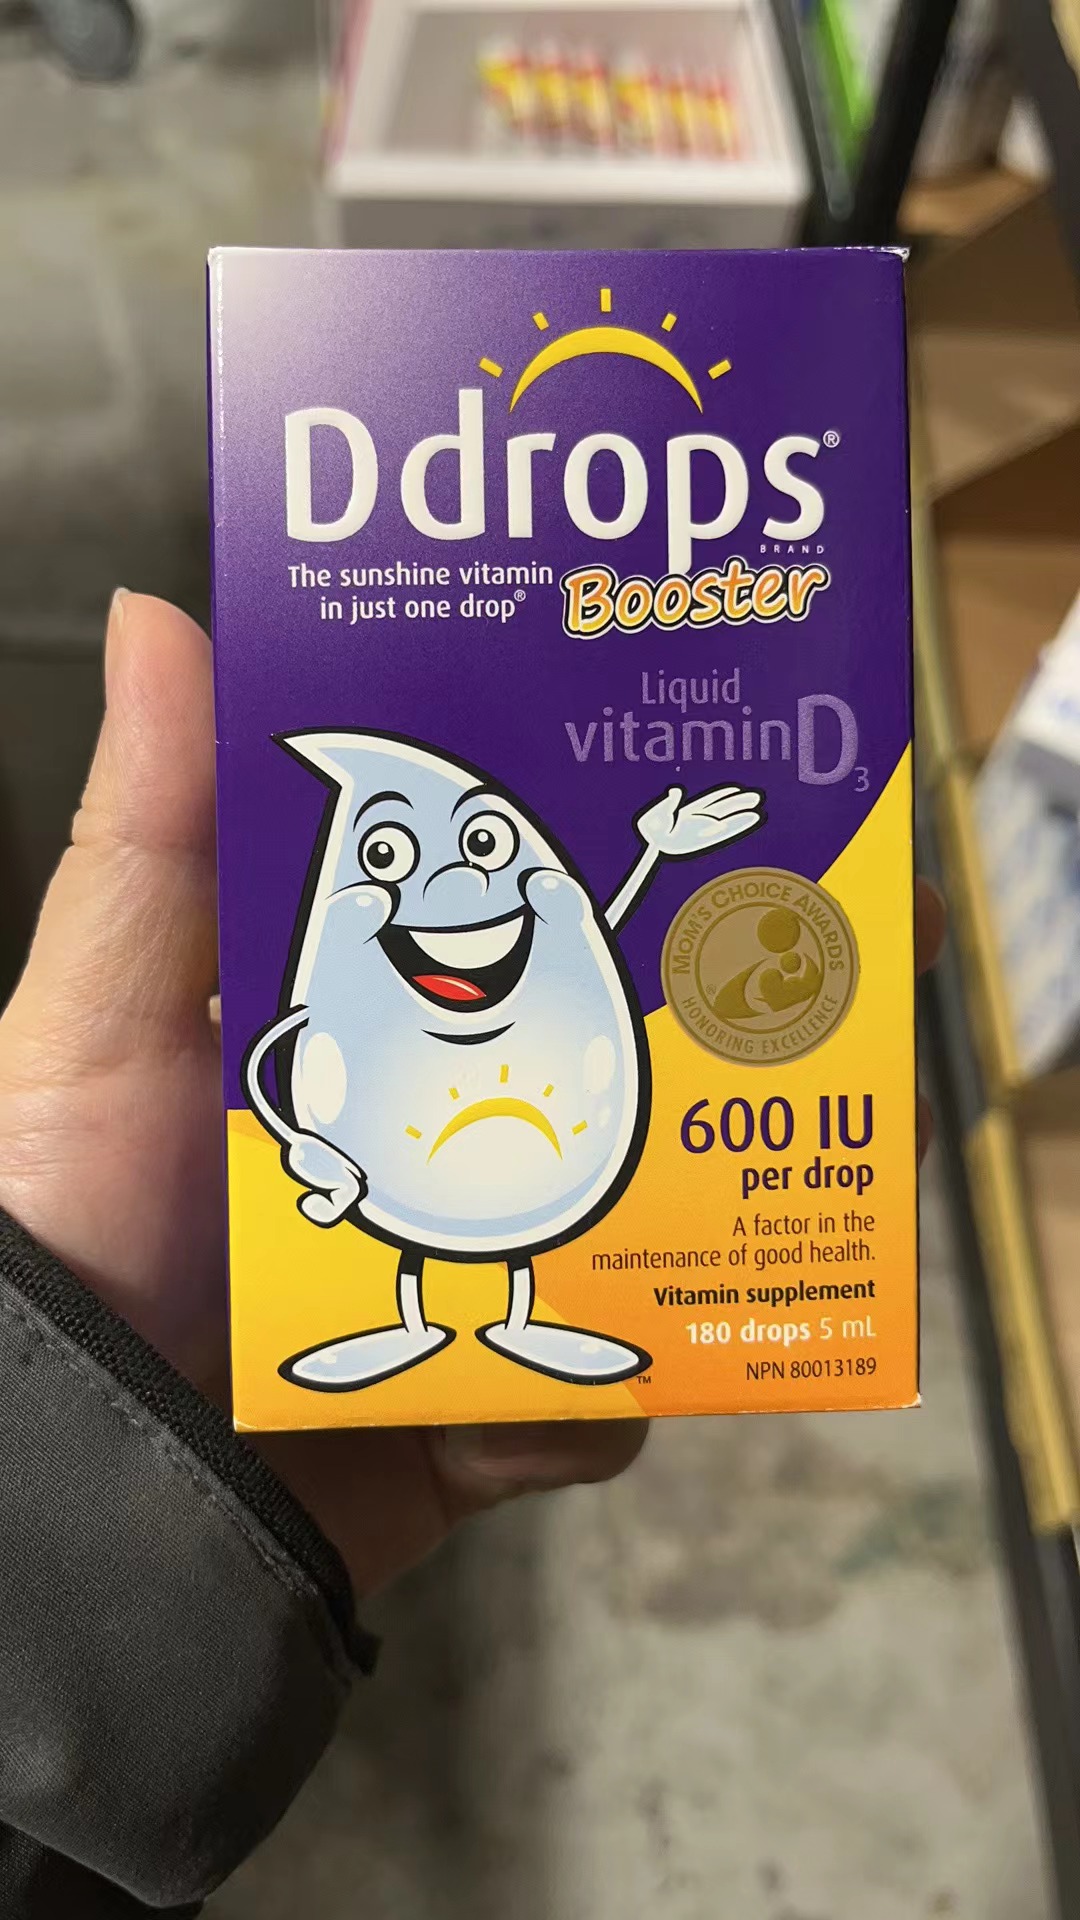 Ddrops®
BRAND
The sunshine vitamin
in just one drop®
Booster
Liquid
vitamin D3
MOM'S CHOICE AWARDS
®
HONORING EXCELLENCE
600 IU
per drop
A factor in the
maintenance of good health.
Vitamin supplement
180 drops 5 mL
NPN 80013189
™